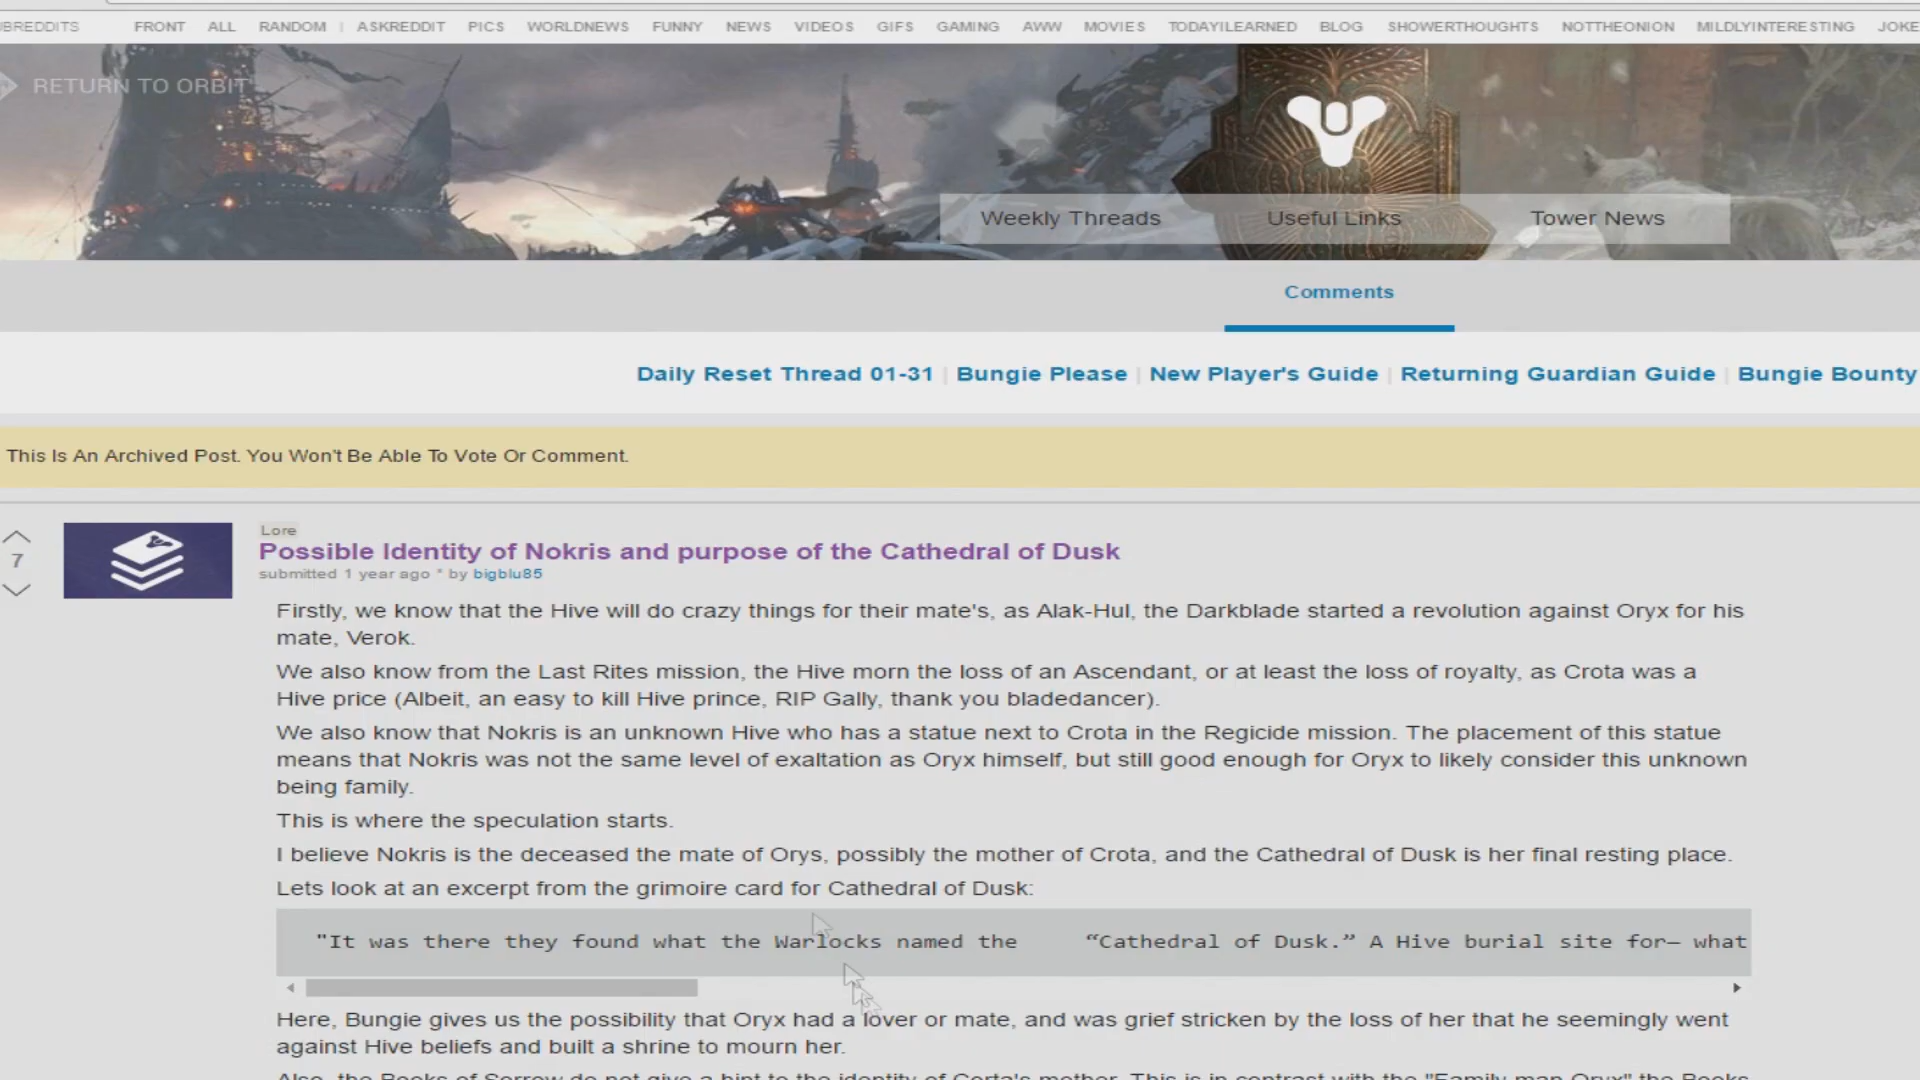 FRONT ALL RANDOM | ASKREDDIT PICS WORLDNEWS FUNNY NEWS VIDEOS GIFS GAMING AWW MOVIES TODAYILEARNED BLOG SHOWERTHOUGHTS NOTTHEONION MILDLYINTERESTING
RETURN TO ORBIT
Weekly Threads Useful Links Tower News
Comments
Daily Reset Thread 01-31 | Bungie Please | New Player's Guide | Returning Guardian Guide | Bungie Bounty
This Is An Archived Post. You Won't Be Able To Vote Or Comment.
Lore
7
Possible Identity of Nokris and purpose of the Cathedral of Dusk
submitted 1 year ago * by bigblu85
Firstly, we know that the Hive will do crazy things for their mate's, as Alak-Hul, the Darkblade started a revolution against Oryx for his
mate, Verok.
We also know from the Last Rites mission, the Hive morn the loss of an Ascendant, or at least the loss of royalty, as Crota was a
Hive price (Albeit, an easy to kill Hive prince, RIP Gally, thank you bladedancer).
We also know that Nokris is an unknown Hive who has a statue next to Crota in the Regicide mission. The placement of this statue
means that Nokris was not the same level of exaltation as Oryx himself, but still good enough for Oryx to likely consider this unknown
being family.
This is where the speculation starts.
I believe Nokris is the deceased the mate of Orys, possibly the mother of Crota, and the Cathedral of Dusk is her final resting place.
Lets look at an excerpt from the grimoire card for Cathedral of Dusk:
"It was there they found what the Warlocks named the “Cathedral of Dusk.” A Hive burial site for— what
Here, Bungie gives us the possibility that Oryx had a lover or mate, and was grief stricken by the loss of her that he seemingly went
against Hive beliefs and built a shrine to mourn her.
Also, the Books of Sorrow do not give a hint to the identity of Corta's mother. This is in contrast with the "Family man Oryx" the Books